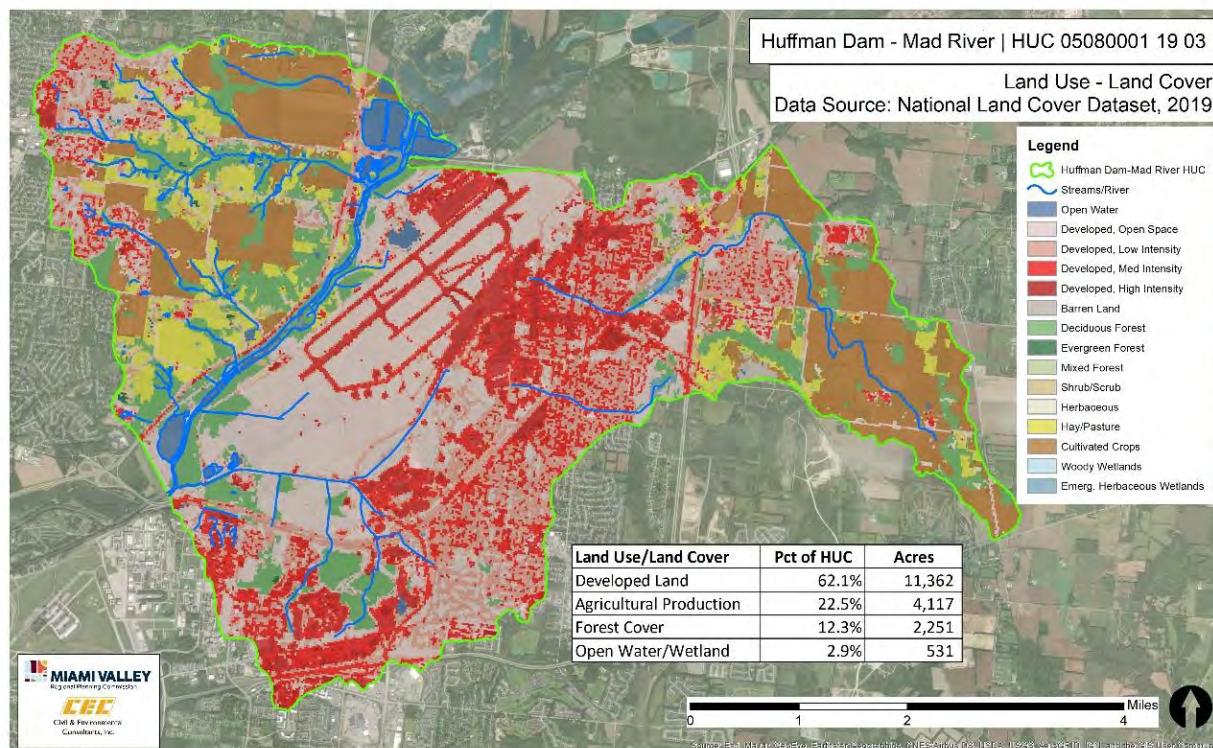 Huffman Dam - Mad River | HUC 05080001 19 03
Land Use - Land Cover
Data Source: National Land Cover Dataset, 2019
Legend
Huffman Dam-Mad River HUC
Streams/River
Open Water
Developed, Open Space
Developed, Low Intensity
Developed, Med Intensity
Developed, High Intensity
Barren Land
Deciduous Forest
Evergreen Forest
Mixed Forest
Shrub/Scrub
Herbaceous
Hay/Pasture
Cultivated Crops
Woody Wetlands
Emerg. Herbaceous Wetlands
Land Use/Land Cover Pct of HUC Acres
Developed Land 62.1% 11,362
Agricultural Production 22.5% 4,117
Forest Cover 12.3% 2,251
Open Water/Wetland 2.9% 531
MIAMI VALLEY
Regional Planning Commission
CEC
Civil & Environmental
Consultants, Inc.
Miles
0 1 2 4